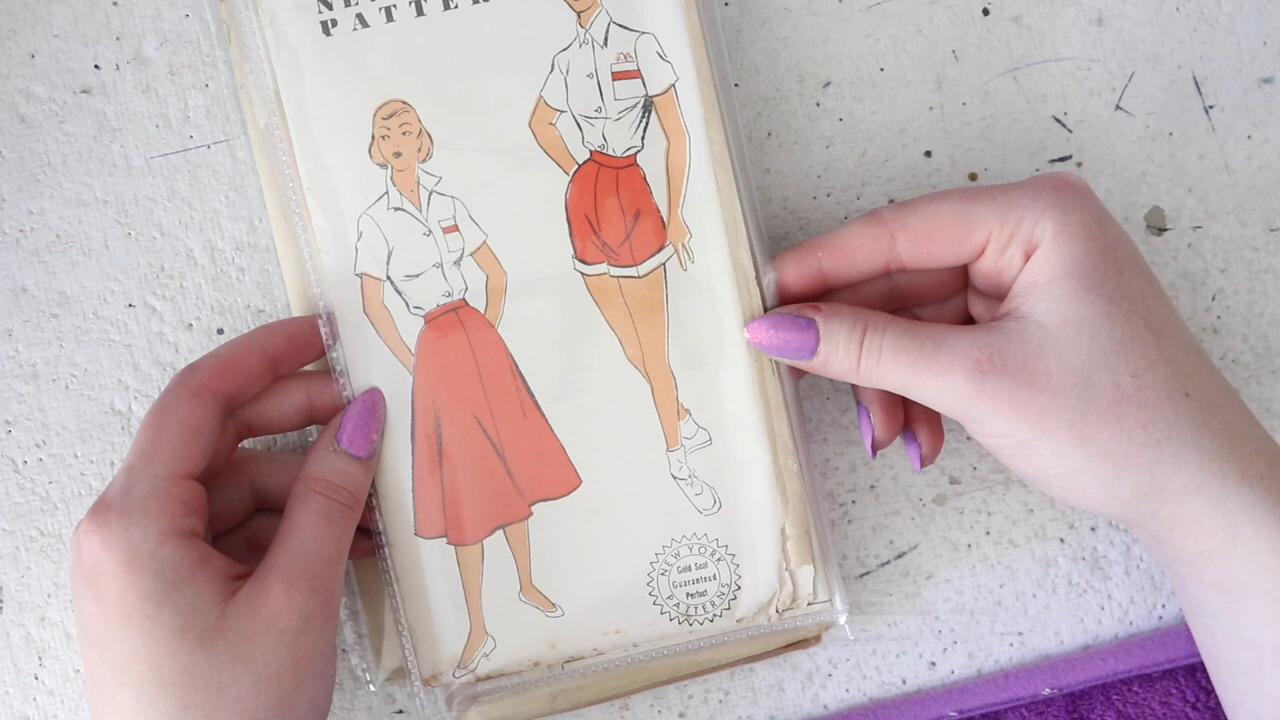 PATTER
NEW YORK
Gold Seal
Guaranteed
Perfect
PATTERNS